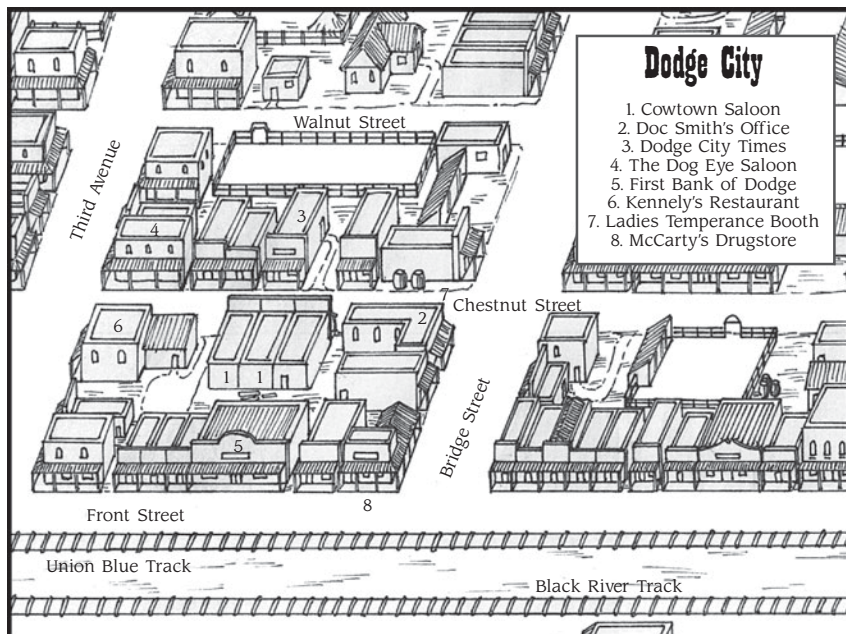 Dodge City
1. Cowtown Saloon
2. Doc Smith's Office
3. Dodge City Times
4. The Dog Eye Saloon
5. First Bank of Dodge
6. Kennely's Restaurant
7. Ladies Temperance Booth
8. McCarty's Drugstore
Walnut Street
Third Avenue
3
4
7
Chestnut Street
6
2
1 1
Bridge Street
5
8
Front Street
Union Blue Track
Black River Track